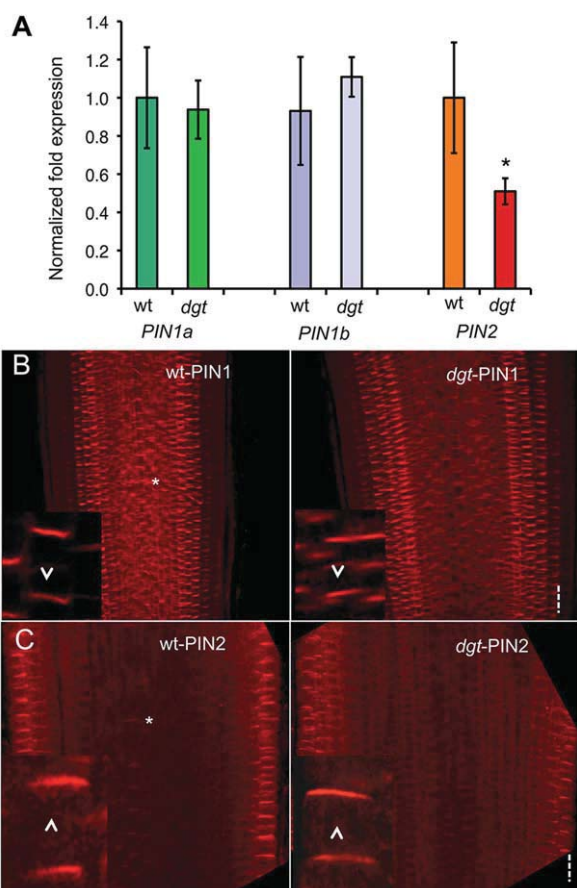 A
Normalized fold expression
1.4
1.2
1.0
0.8
0.6
0.4
0.2
0.0
*
wt dgt wt dgt wt dgt
PIN1a PIN1b PIN2
B
wt-PIN1
dgt-PIN1
*
C
wt-PIN2
dgt-PIN2
*